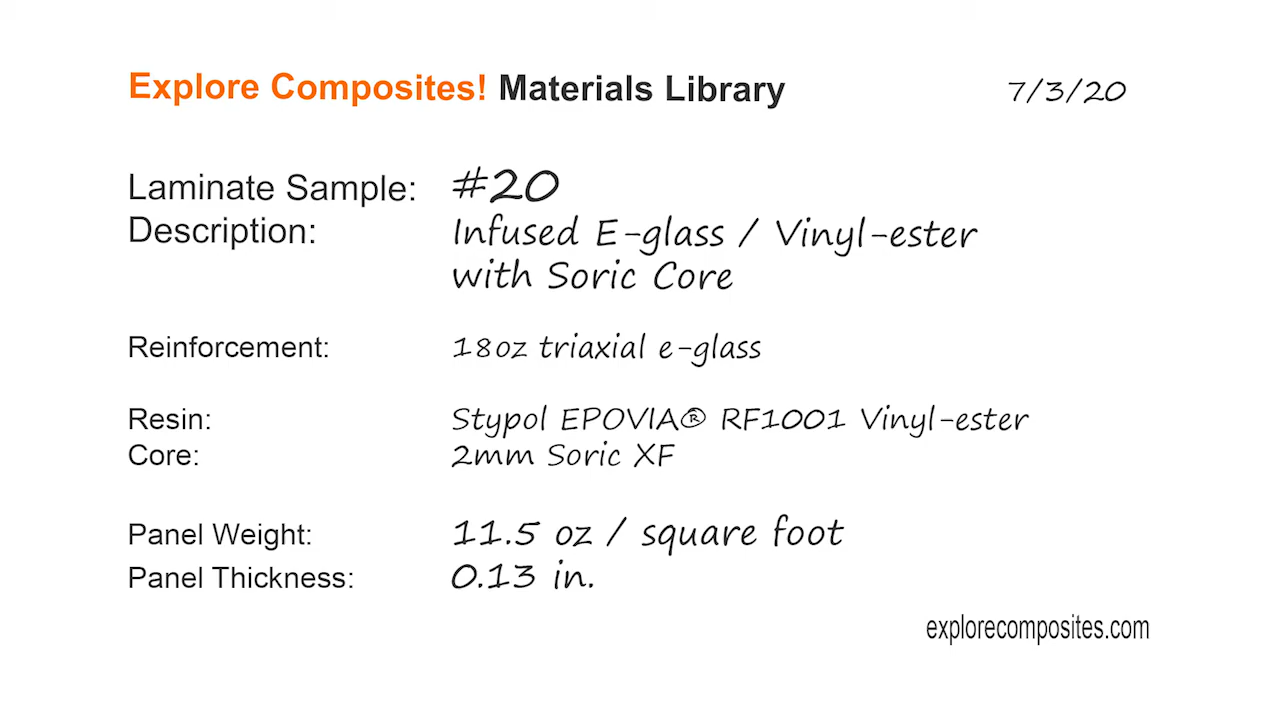 Explore Composites! Materials Library 7/3/20
Laminate Sample: #20
Description: Infused E-glass / Vinyl-ester
with Soric Core
Reinforcement: 18oz triaxial e-glass
Resin: Stypol EPOVIA® RF1001 Vinyl-ester
Core: 2mm Soric XF
Panel Weight: 11.5 oz / square foot
Panel Thickness: 0.13 in.
explorecomposites.com